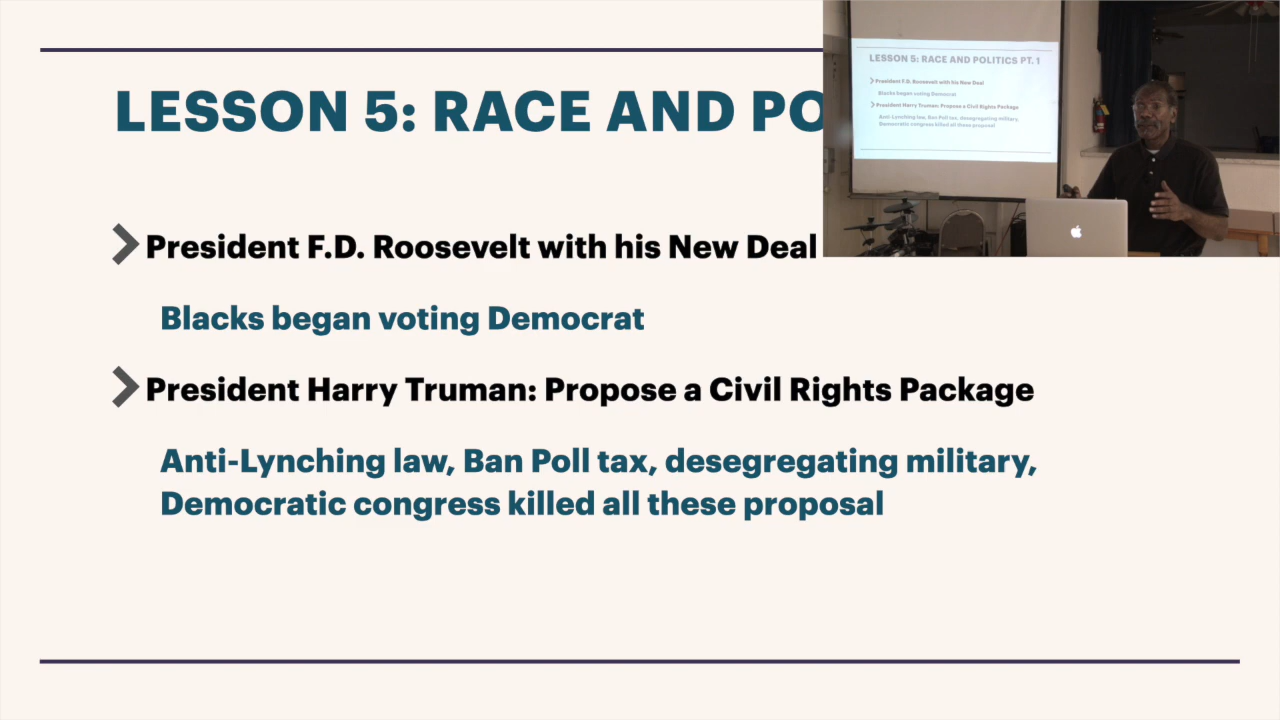 LESSON 5: RACE AND PO
President F.D. Roosevelt with his New Deal
Blacks began voting Democrat
President Harry Truman: Propose a Civil Rights Package
Anti-Lynching law, Ban Poll tax, desegregating military,
Democratic congress killed all these proposal
LESSON 5: RACE AND POLITICS PT. 1
President F.D. Roosevelt with his New Deal
Blacks began voting Democrat
President Harry Truman: Propose a Civil Rights Package
Anti-Lynching law, Ban Poll tax, desegregating military,
Democratic congress killed all these proposal